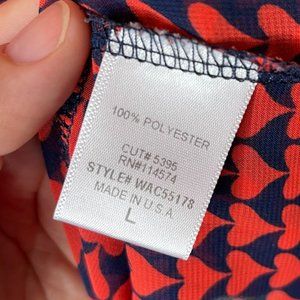 100% POLYESTER
CUT# 5395
RN#114574
STYLE# WAC55178
MADE IN U.S.A.
L